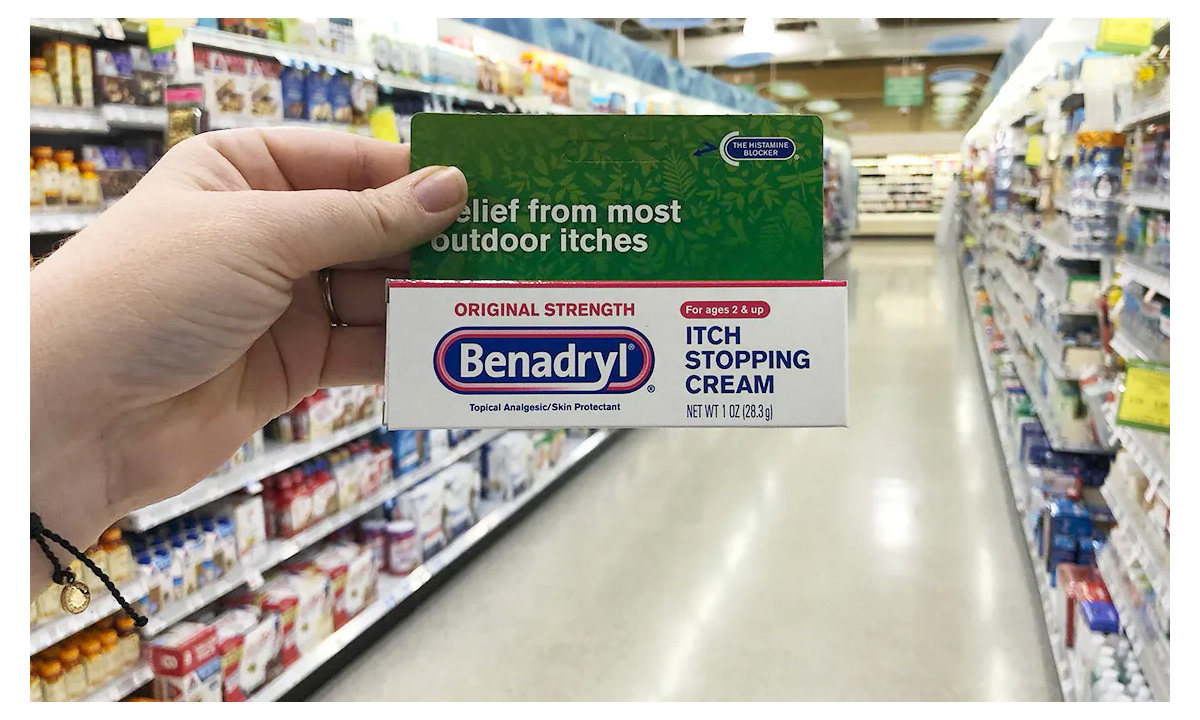 THE HISTAMINE
BLOCKER
elief from most
outdoor itches
ORIGINAL STRENGTH
Benadryl®
®
Topical Analgesic/Skin Protectant
For ages 2 & up
ITCH
STOPPING
CREAM
NET WT 1 OZ (28.3 g)